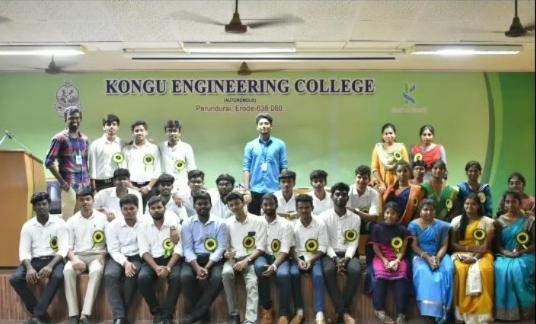 KONGU ENGINEERING COLLEGE
(AUTONOMOUS)
Perundurai, Erode-638 060